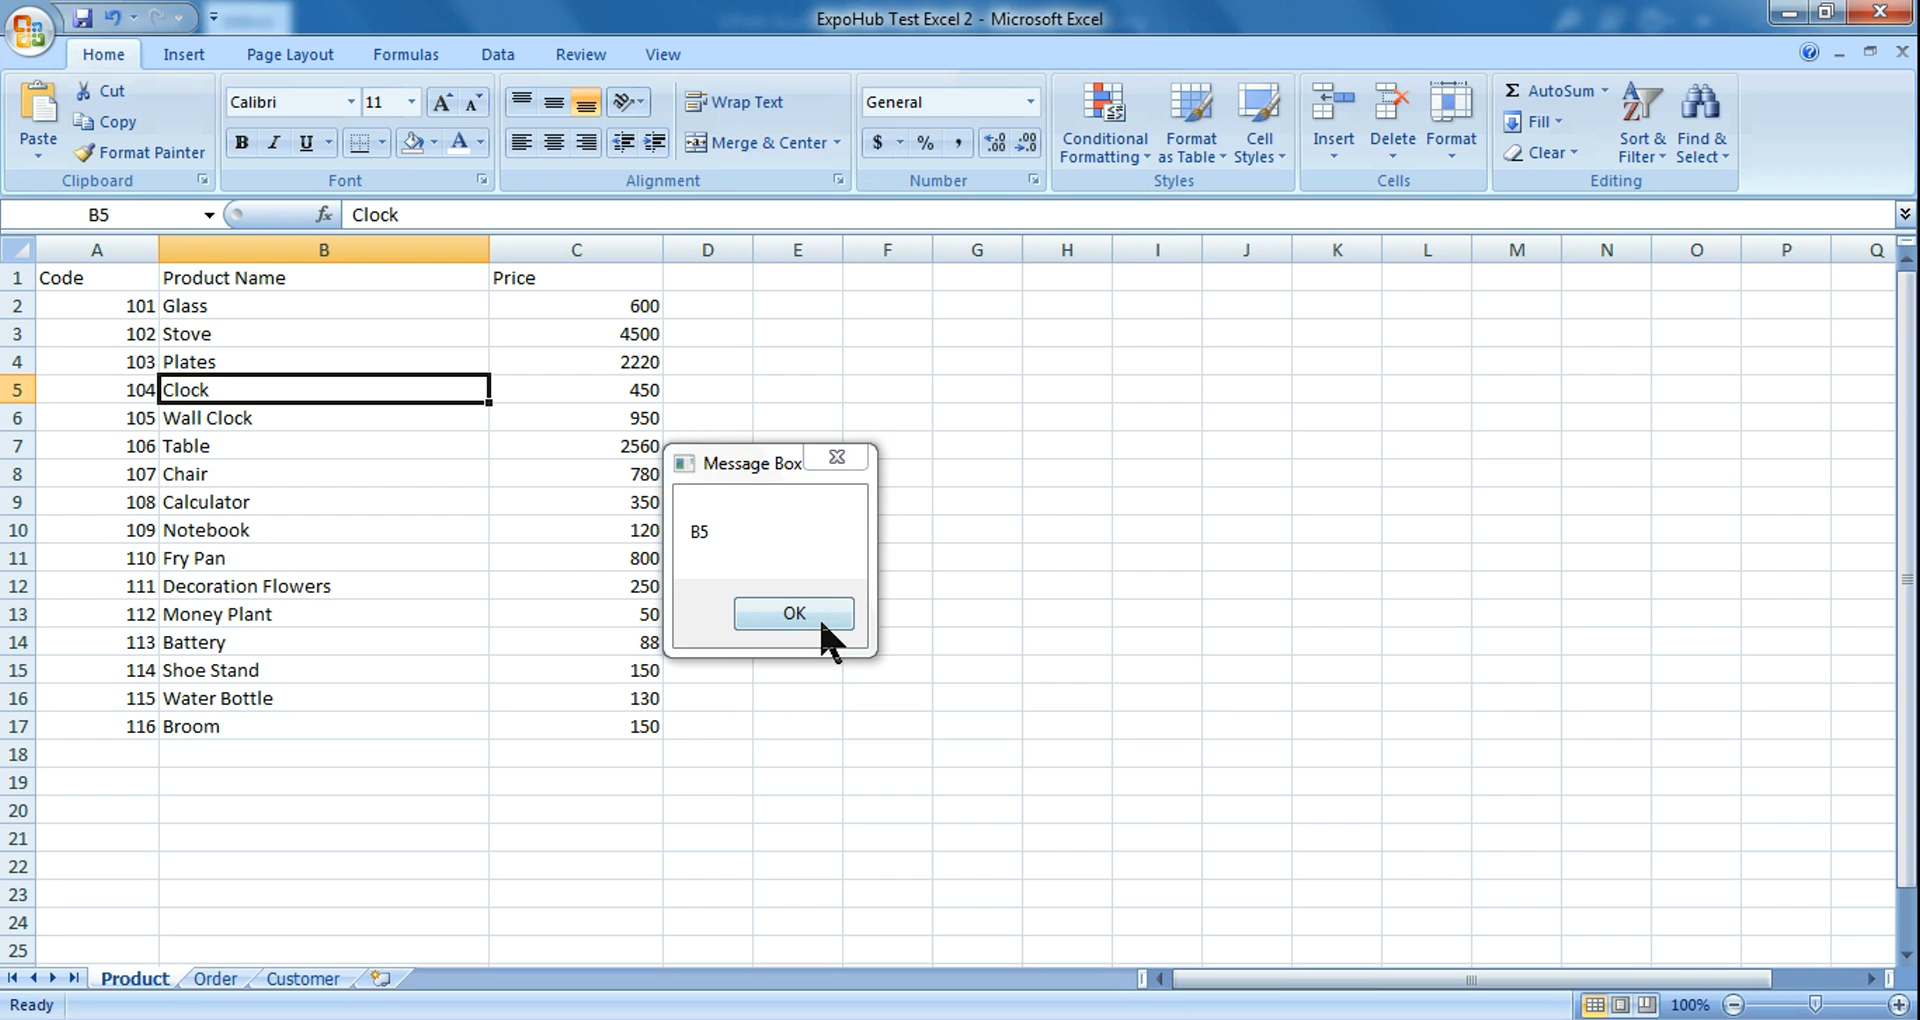 ExpoHub Test Excel 2 - Microsoft Excel
Home Insert Page Layout Formulas Data Review View
Paste Cut Copy Format Painter Clipboard
Calibri 11 B I U Font
Wrap Text Merge & Center Alignment
General $ % , Number
Conditional Formatting Format as Table Cell Styles Styles
Insert Delete Format Cells
Σ AutoSum Fill Clear Sort & Filter Find & Select Editing
B5 fx Clock
A B C D E F G H I J K L M N O P Q
1 Code Product Name Price
2 101 Glass 600
3 102 Stove 4500
4 103 Plates 2220
5 104 Clock 450
6 105 Wall Clock 950
7 106 Table 2560
8 107 Chair 780
9 108 Calculator 350
10 109 Notebook 120
11 110 Fry Pan 800
12 111 Decoration Flowers 250
13 112 Money Plant 50
14 113 Battery 88
15 114 Shoe Stand 150
16 115 Water Bottle 130
17 116 Broom 150
18
19
20
21
22
23
24
25
Message Box
B5
OK
Product Order Customer
Ready 100%